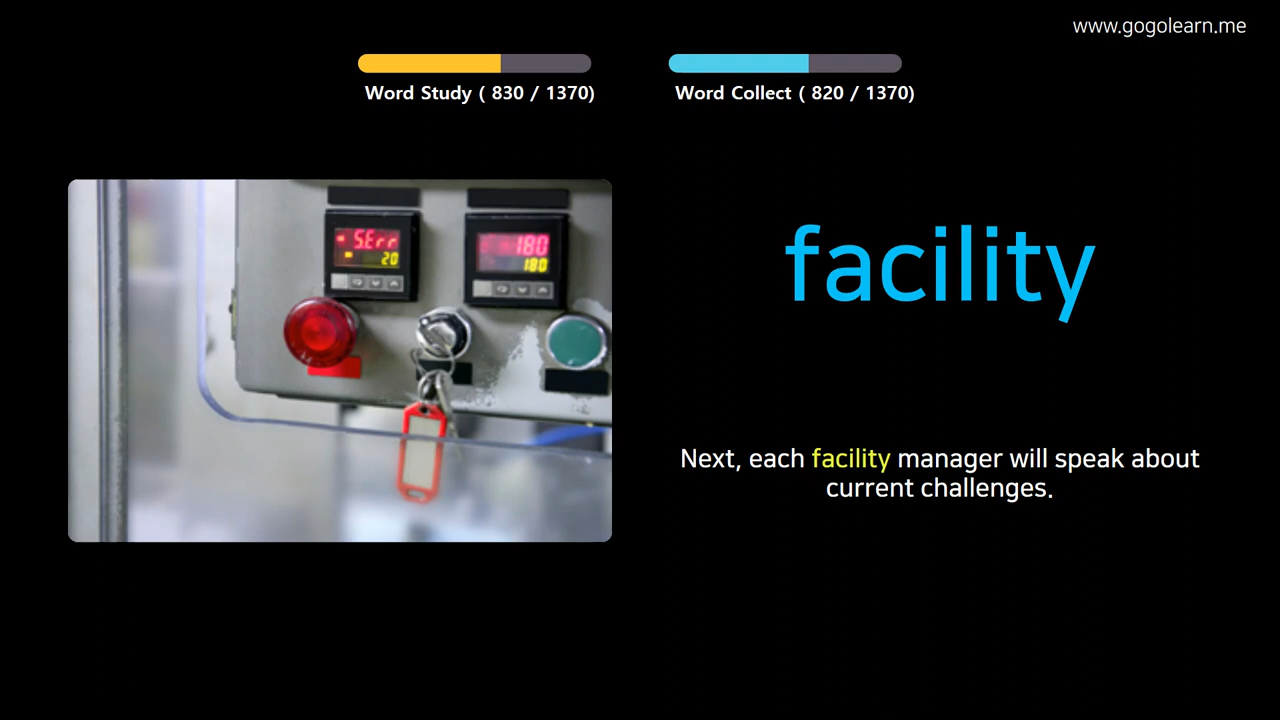 www.gogolearn.me
Word Study ( 830 / 1370)
Word Collect ( 820 / 1370)
S.Err
20
180
180
facility
Next, each facility manager will speak about
current challenges.